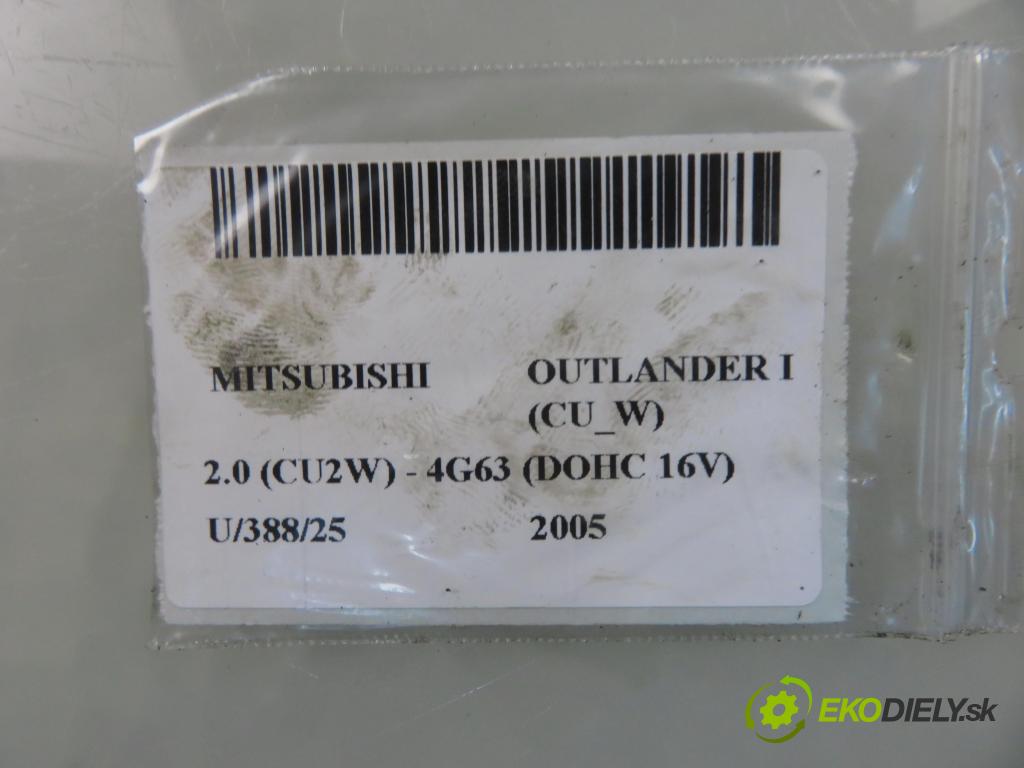 MITSUBISHI OUTLANDER I
(CU_W)
2.0 (CU2W) - 4G63 (DOHC 16V)
U/388/25 2005
EKODIELY.sk